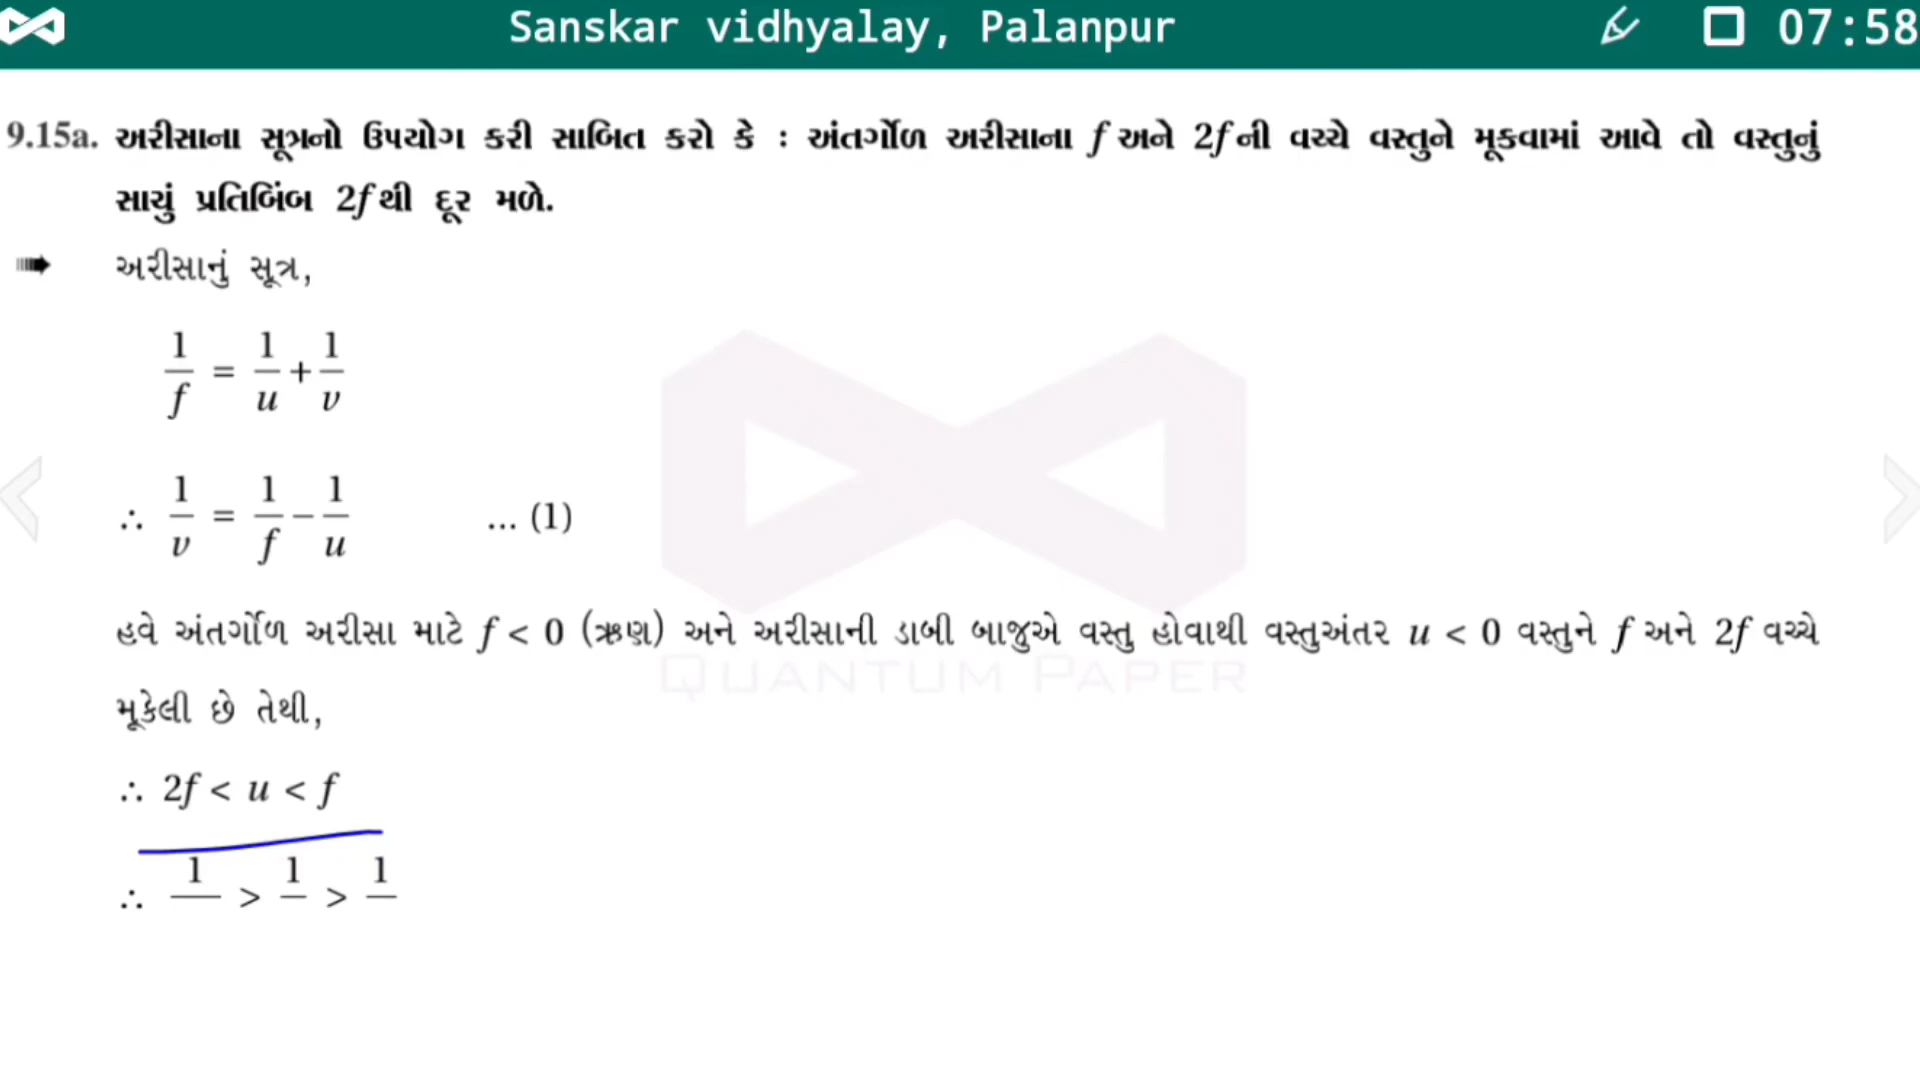 Sanskar vidhyalay, Palanpur 07:58
9.15a. અરીસાના સૂત્રનો ઉપયોગ કરી સાબિત કરો કે : અંતર્ગોળ અરીસાના f અને 2f ની વચ્ચે વસ્તુને મૂકવામાં આવે તો વસ્તુનું
સાચું પ્રતિબિંબ 2f થી દૂર મળે.
અરીસાનું સૂત્ર,
1/f = 1/u + 1/v
∴ 1/v = 1/f − 1/u ... (1)
હવે અંતર્ગોળ અરીસા માટે f < 0 (ઋણ) અને અરીસાની ડાબી બાજુએ વસ્તુ હોવાથી વસ્તુઅંતર u < 0 વસ્તુને f અને 2f વચ્ચે
QUANTUM PAPER
મૂકેલી છે તેથી,
∴ 2f < u < f
∴ 1 > 1 > 1